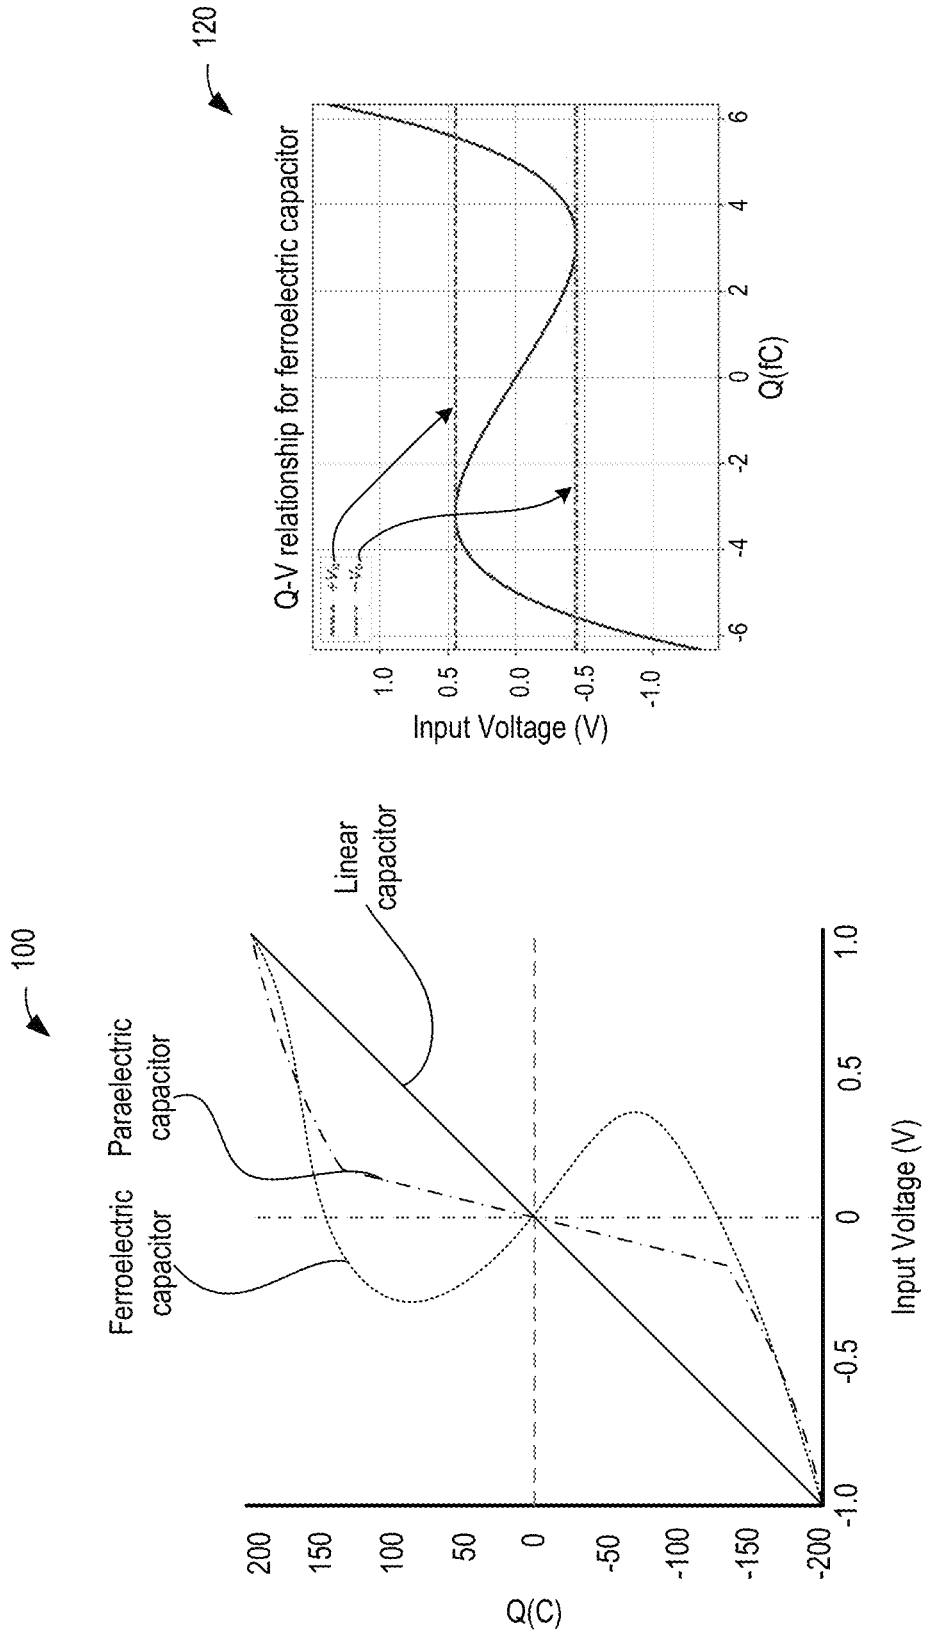 100
Ferroelectric
capacitor
Paraelectric
capacitor
Linear
capacitor
200
150
100
50
0
-50
-100
-150
-200
Q(C)
-1.0
-0.5
0
0.5
1.0
Input Voltage (V)
120
Q-V relationship for ferroelectric capacitor
1.0
0.5
0.0
-0.5
-1.0
Input Voltage (V)
-6
-4
-2
0
2
4
6
Q(fC)